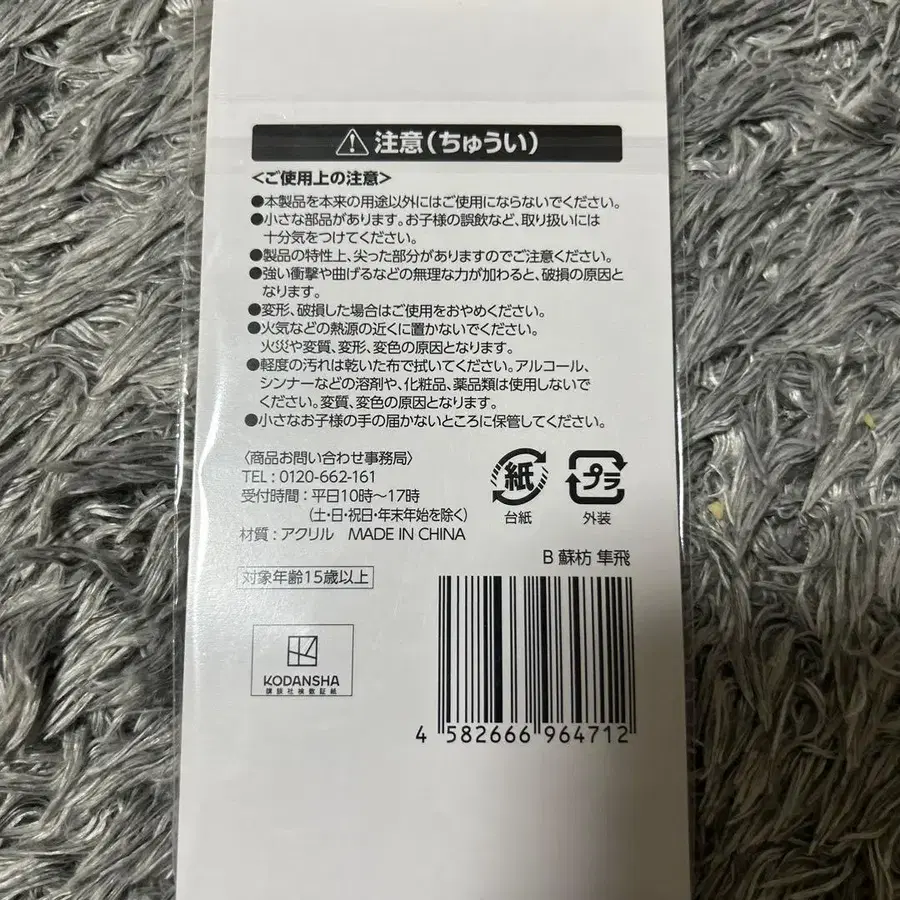 注意(ちゅうい)
<ご使用上の注意>
●本製品を本来の用途以外にはご使用にならないでください。
●小さな部品があります。お子様の誤飲など、取り扱いには
十分気をつけてください。
●製品の特性上、尖った部分がありますのでご注意ください。
●強い衝撃や曲げるなどの無理な力が加わると、破損の原因と
なります。
●変形、破損した場合はご使用をおやめください。
●火気などの熱源の近くに置かないでください。
火災や変質、変形、変色の原因となります。
●軽度の汚れは乾いた布で拭いてください。アルコール、
シンナーなどの溶剤や、化粧品、薬品類は使用しないで
ください。変質、変色の原因となります。
●小さなお子様の手の届かないところに保管してください。
〈商品お問い合わせ事務局〉
TEL：0120-662-161
受付時間：平日10時〜17時
(土・日・祝日・年末年始を除く)
材質：アクリル MADE IN CHINA
紙
台紙
プラ
外装
B 蘇枋 隼飛
対象年齢15歳以上
KODANSHA
講談社検数証紙
4 582666 964712